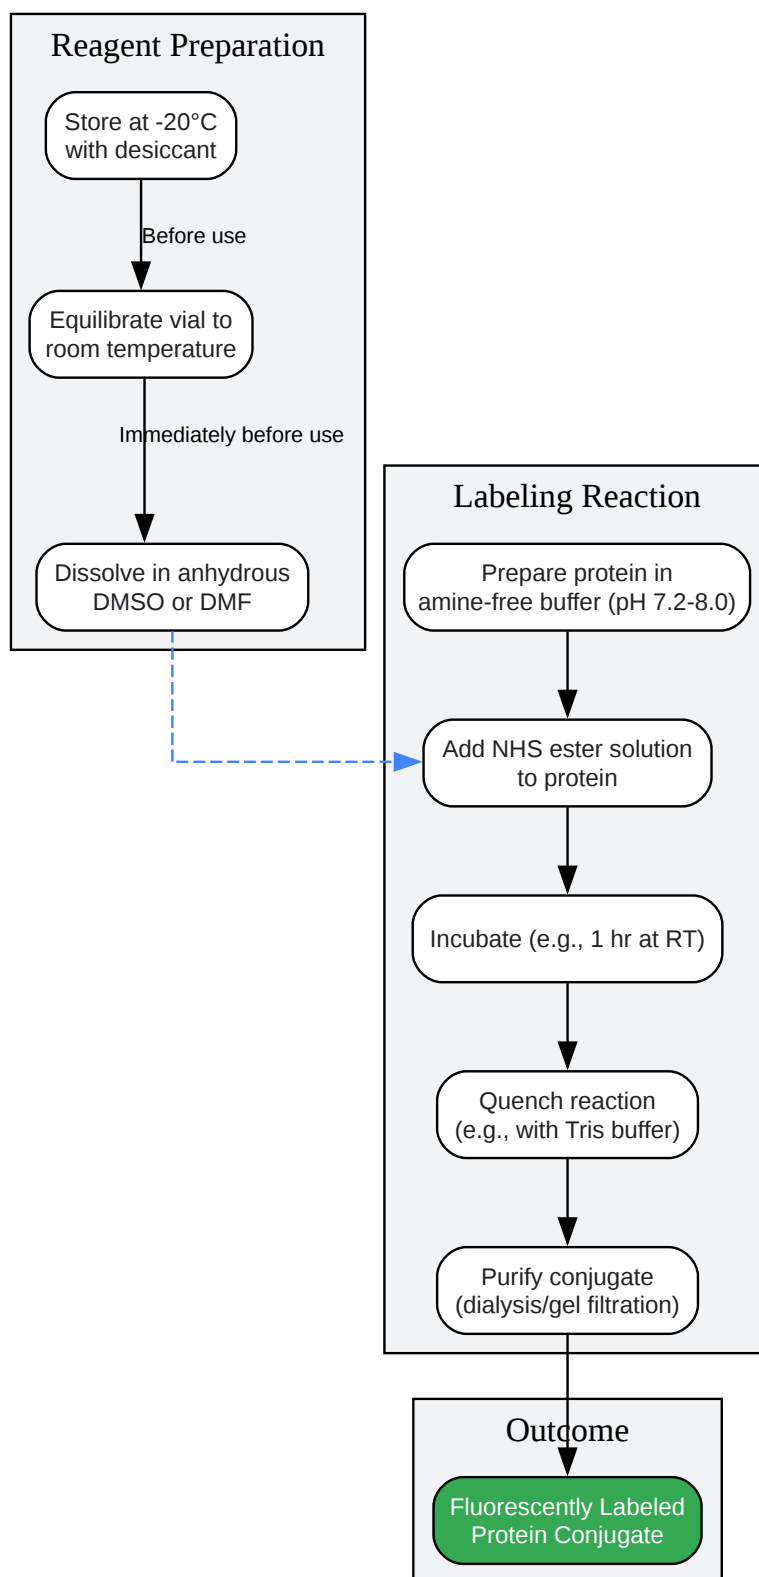 Reagent Preparation
Store at -20°C
with desiccant
Before use
Equilibrate vial to
room temperature
Immediately before use
Dissolve in anhydrous
DMSO or DMF
Labeling Reaction
Prepare protein in
amine-free buffer (pH 7.2-8.0)
Add NHS ester solution
to protein
Incubate (e.g., 1 hr at RT)
Quench reaction
(e.g., with Tris buffer)
Purify conjugate
(dialysis/gel filtration)
Outcome
Fluorescently Labeled
Protein Conjugate